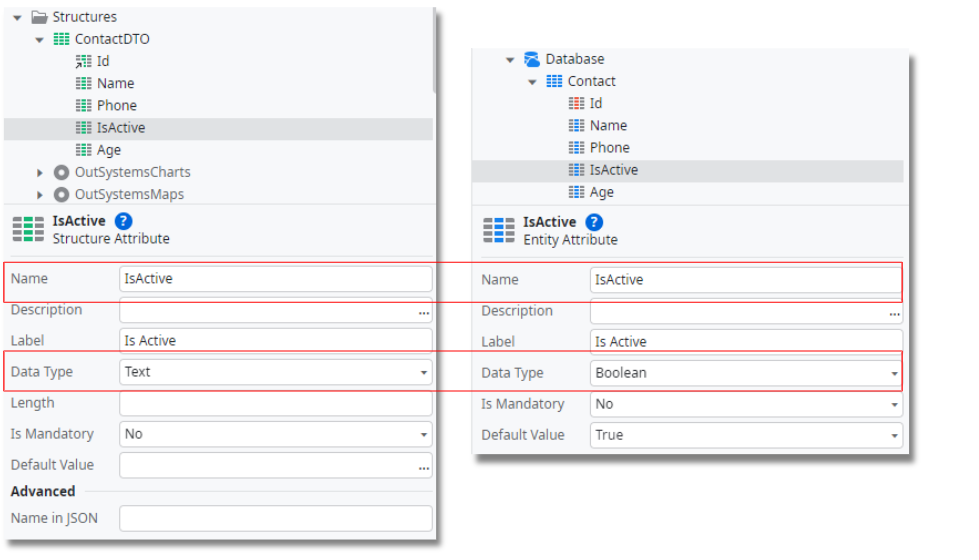 Structures
ContactDTO
Id
Name
Phone
IsActive
Age
OutSystemsCharts
OutSystemsMaps
IsActive ?
Structure Attribute
Name IsActive
Description ...
Label Is Active
Data Type Text
Length
Is Mandatory No
Default Value ...
Advanced
Name in JSON
Database
Contact
Id
Name
Phone
IsActive
Age
IsActive ?
Entity Attribute
Name IsActive
Description ...
Label Is Active
Data Type Boolean
Is Mandatory No
Default Value True